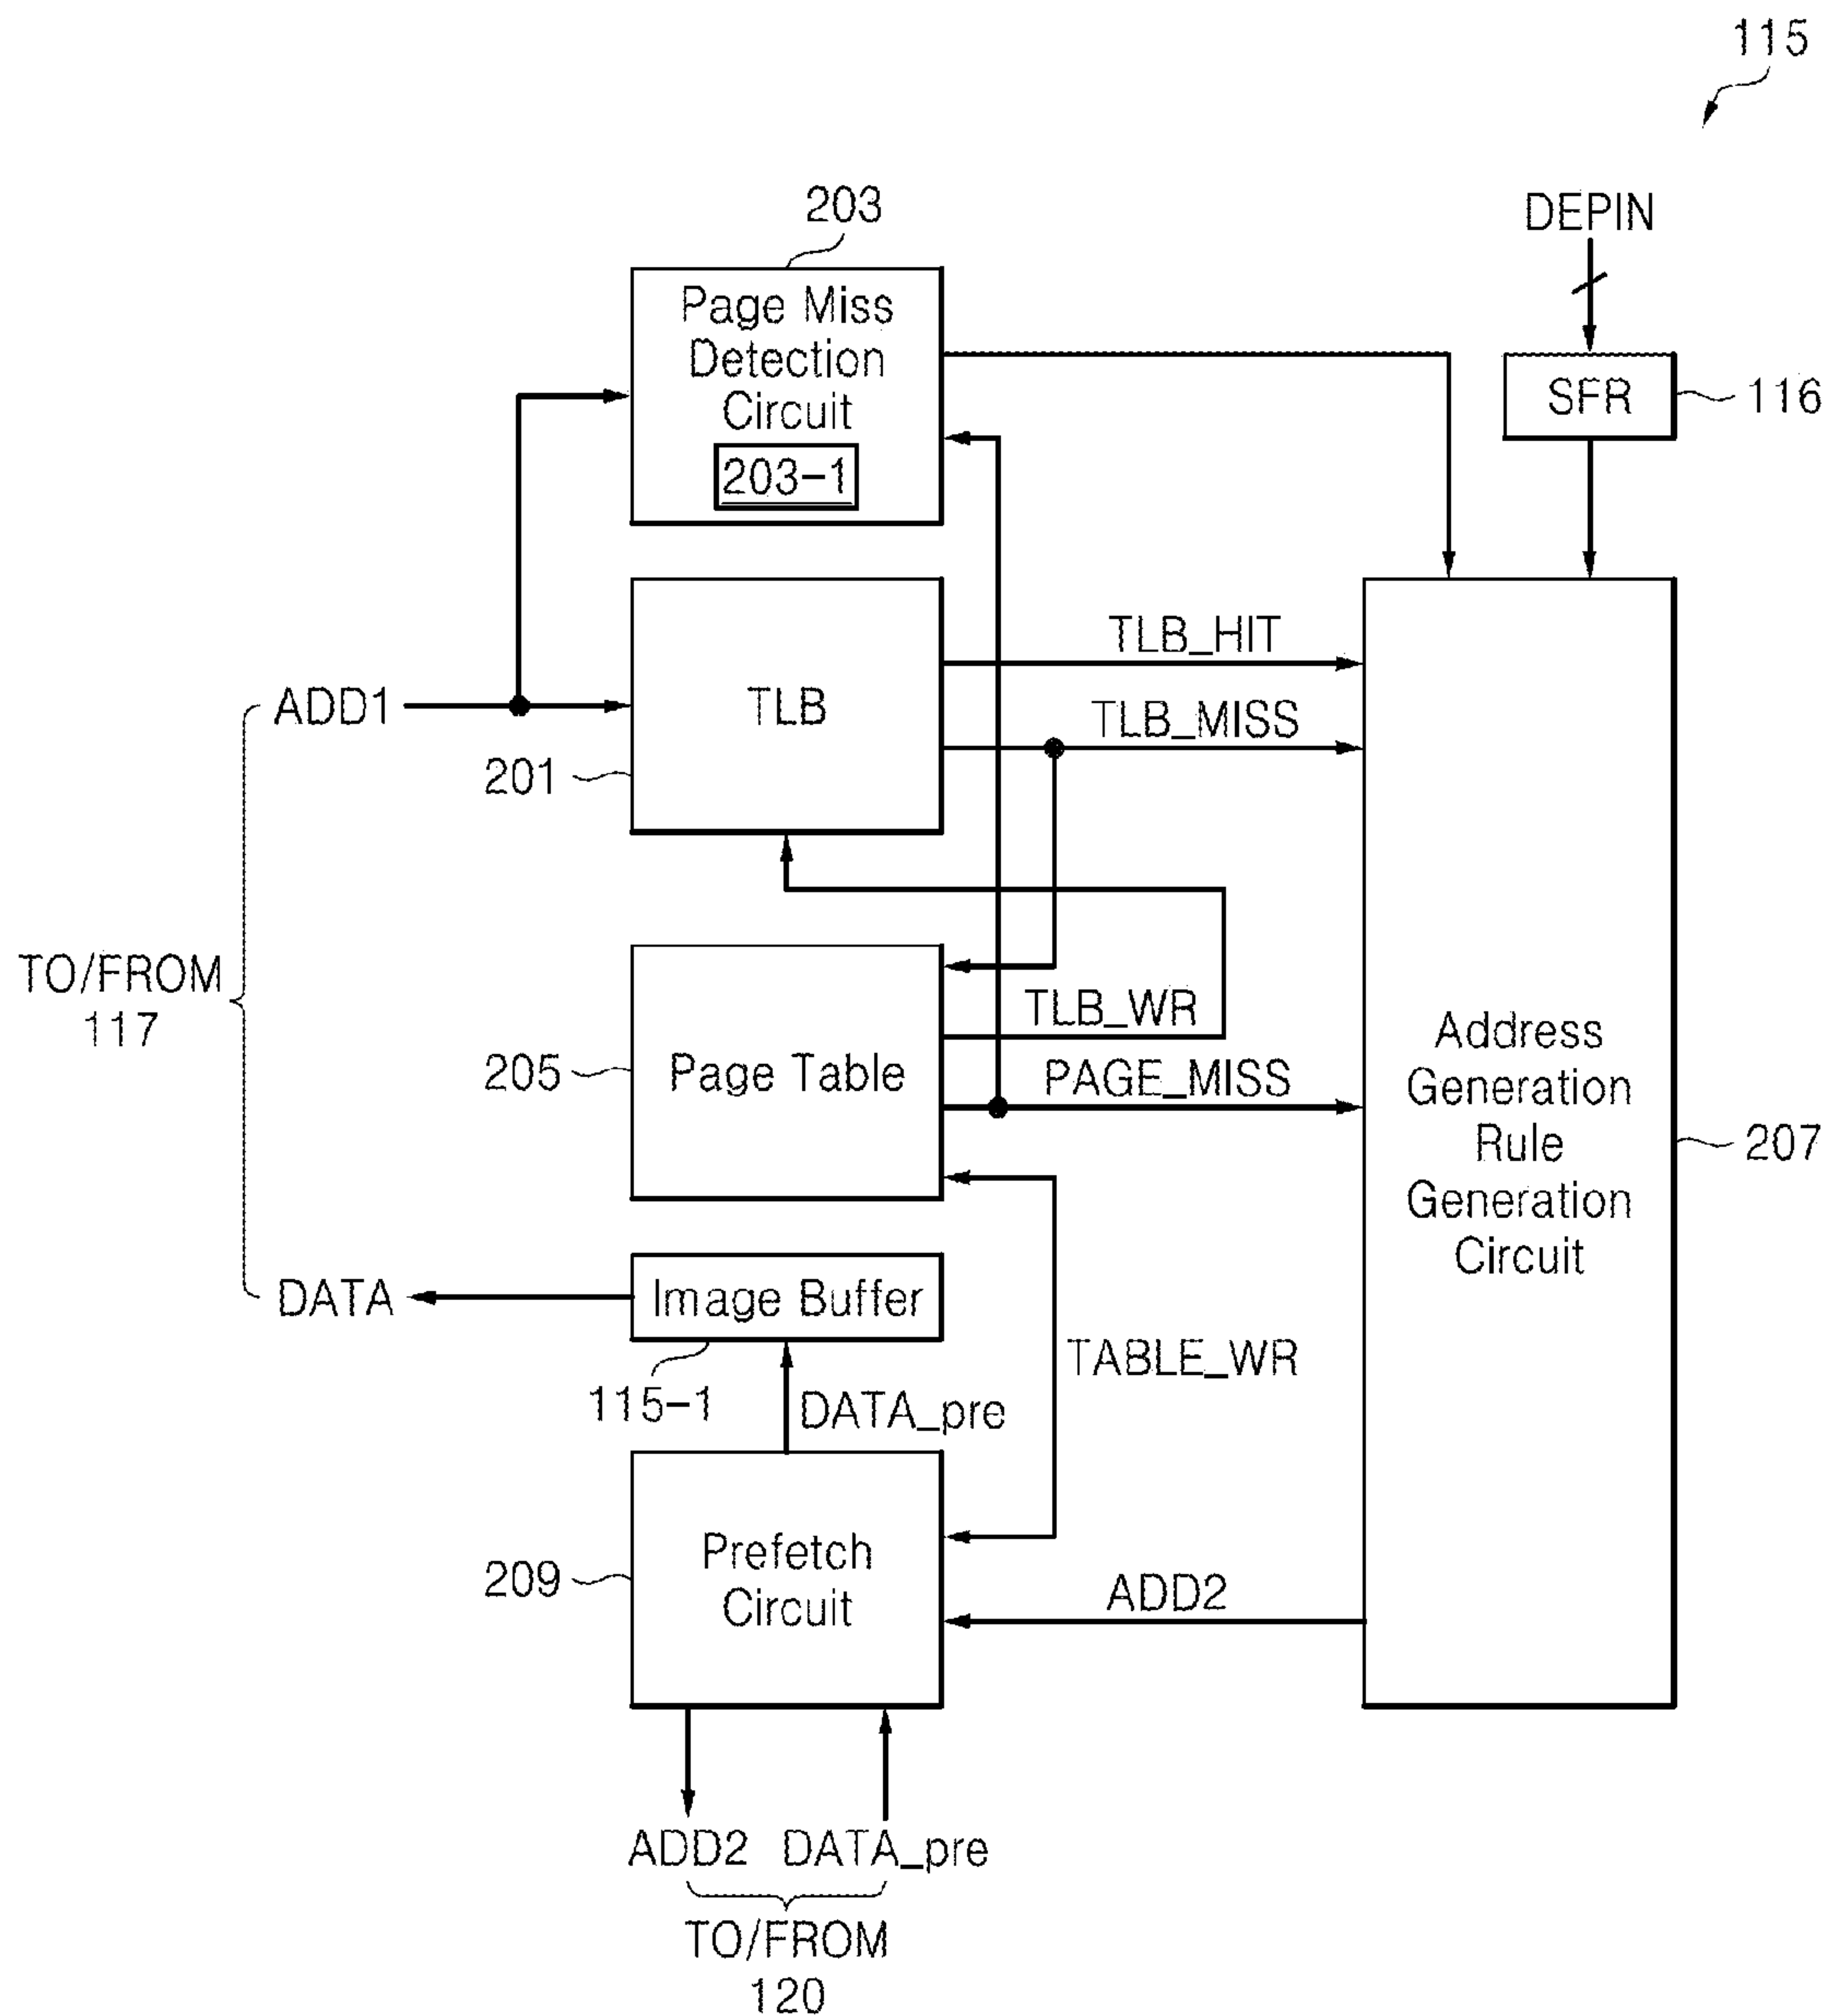 115
203
DEPIN
Page Miss
Detection
Circuit
203-1
SFR
116
TLB_HIT
ADD1
TLB
TLB_MISS
201
TO/FROM
117
TLB_WR
205
Page Table
PAGE_MISS
Address
Generation
Rule
Generation
Circuit
207
DATA
Image Buffer
TABLE_WR
115-1
DATA_pre
209
Prefetch
Circuit
ADD2
ADD2 DATA_pre
TO/FROM
120